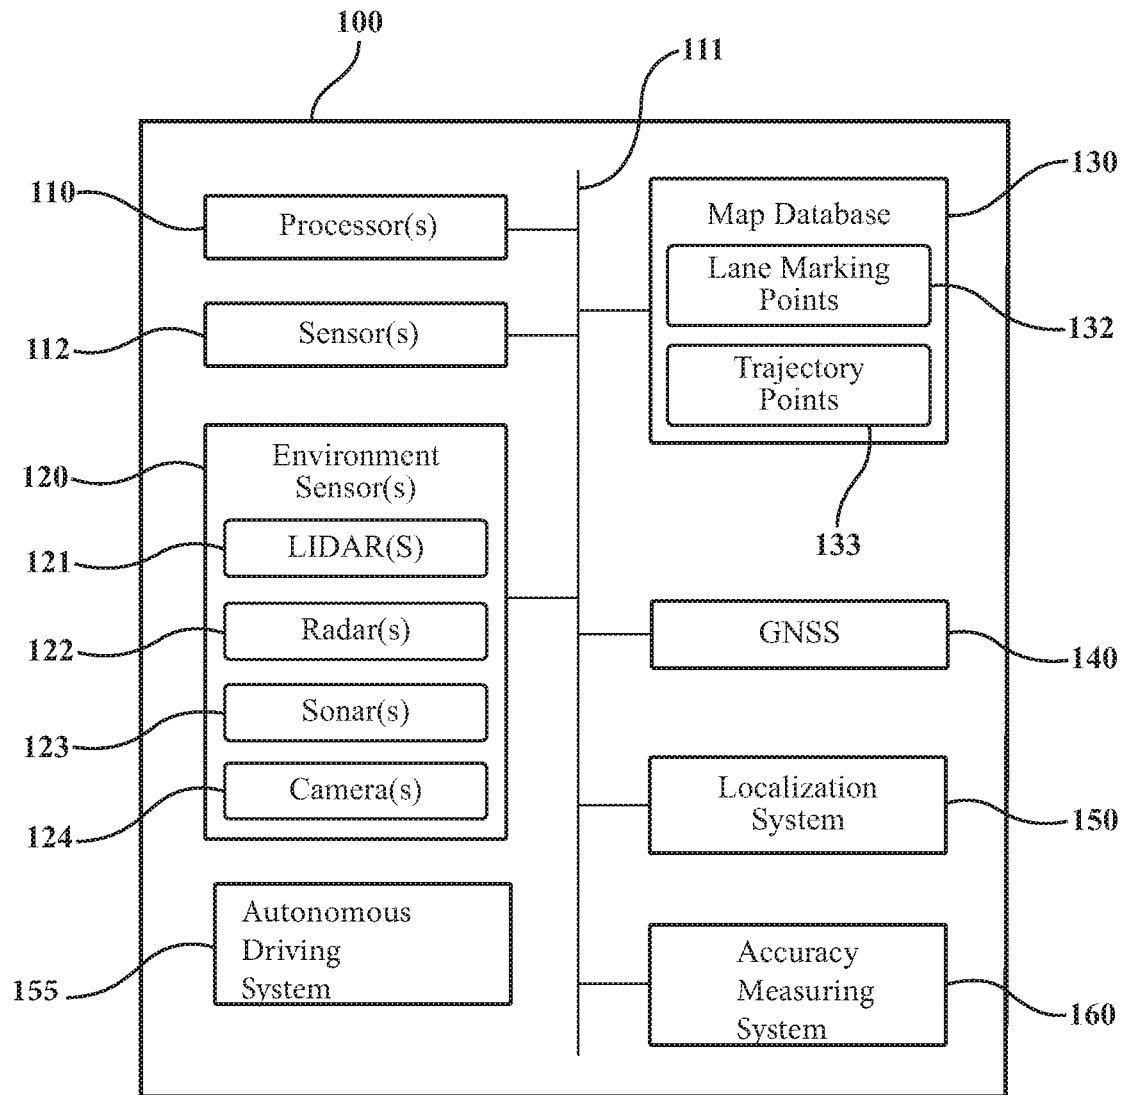 100
111
110
Processor(s)
112
Sensor(s)
120
Environment
Sensor(s)
121
LIDAR(S)
122
Radar(s)
123
Sonar(s)
124
Camera(s)
155
Autonomous
Driving
System
130
Map Database
Lane Marking
Points
132
Trajectory
Points
133
GNSS
140
Localization
System
150
Accuracy
Measuring
System
160